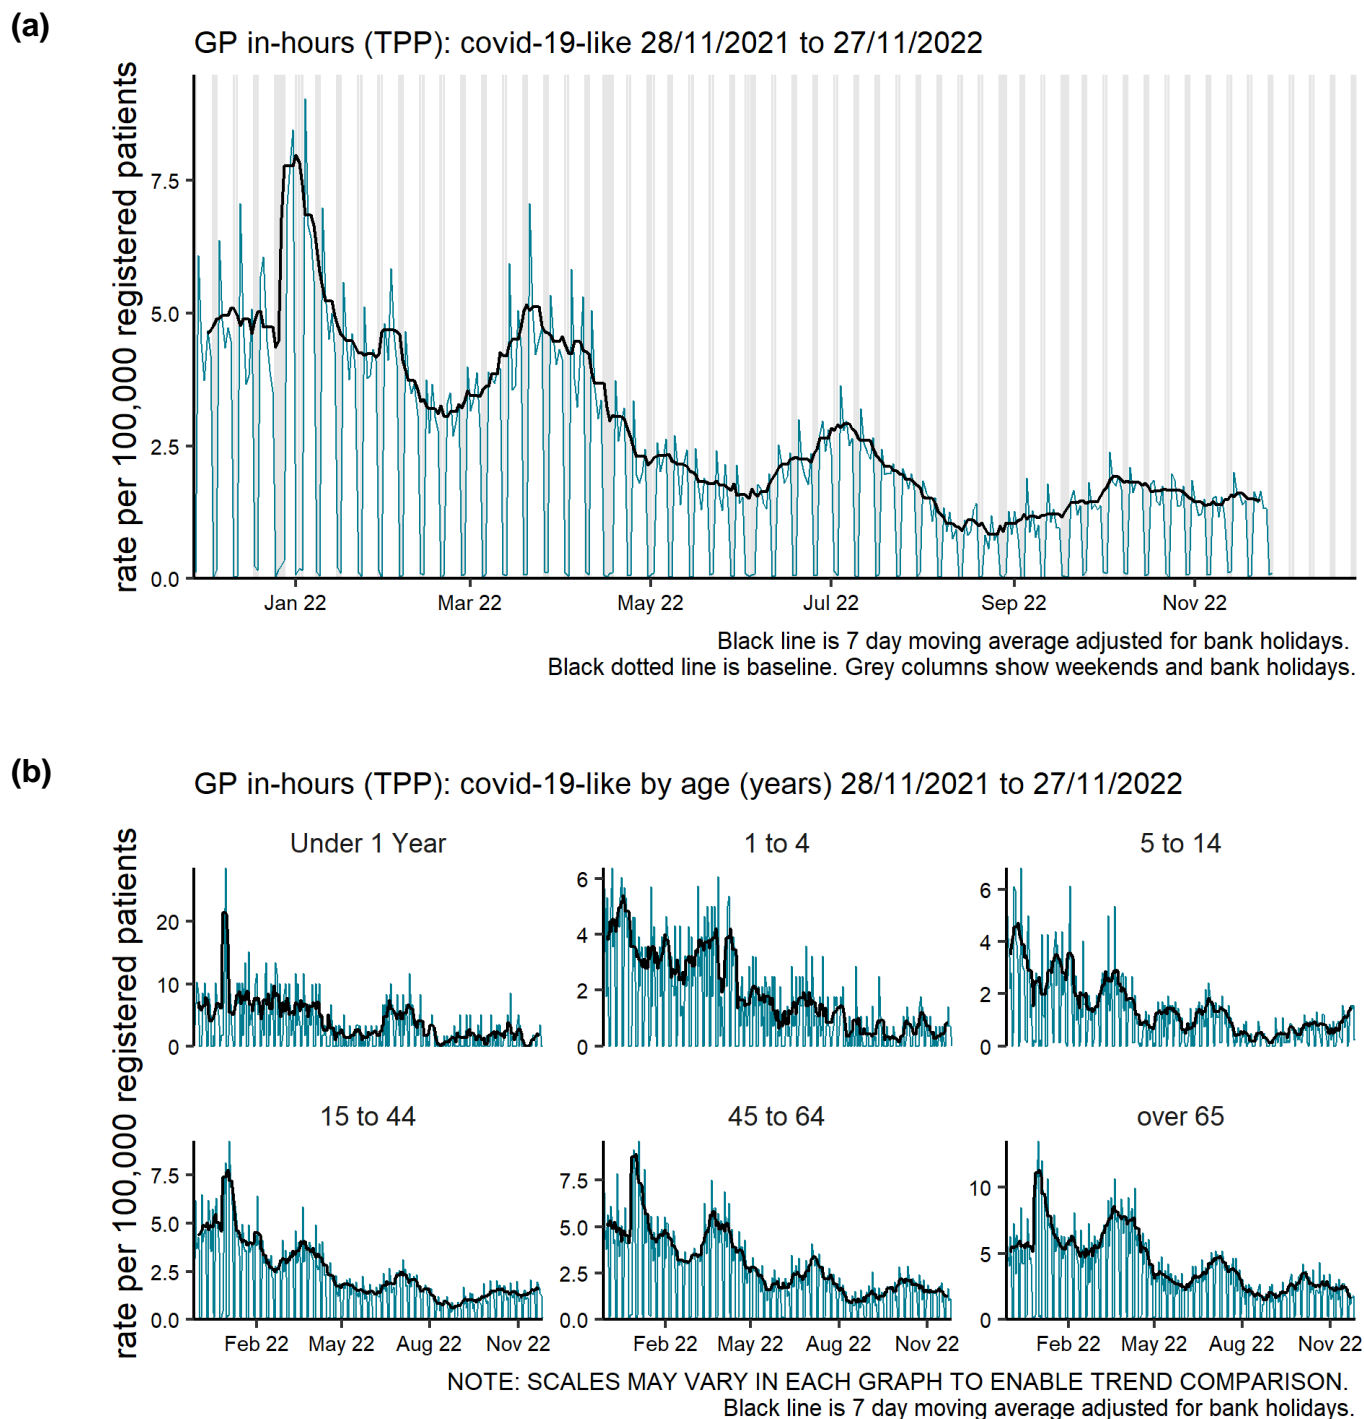 (a)
GP in-hours (TPP): covid-19-like 28/11/2021 to 27/11/2022
rate per 100,000 registered patients
7.5
5.0
2.5
0.0
Jan 22 Mar 22 May 22 Jul 22 Sep 22 Nov 22
Black line is 7 day moving average adjusted for bank holidays.
Black dotted line is baseline. Grey columns show weekends and bank holidays.
(b)
GP in-hours (TPP): covid-19-like by age (years) 28/11/2021 to 27/11/2022
rate per 100,000 registered patients
Under 1 Year
20
10
0
1 to 4
6
4
2
0
5 to 14
6
4
2
0
15 to 44
7.5
5.0
2.5
0.0
Feb 22 May 22 Aug 22 Nov 22
45 to 64
7.5
5.0
2.5
0.0
Feb 22 May 22 Aug 22 Nov 22
over 65
10
5
0
Feb 22 May 22 Aug 22 Nov 22
NOTE: SCALES MAY VARY IN EACH GRAPH TO ENABLE TREND COMPARISON.
Black line is 7 day moving average adjusted for bank holidays.